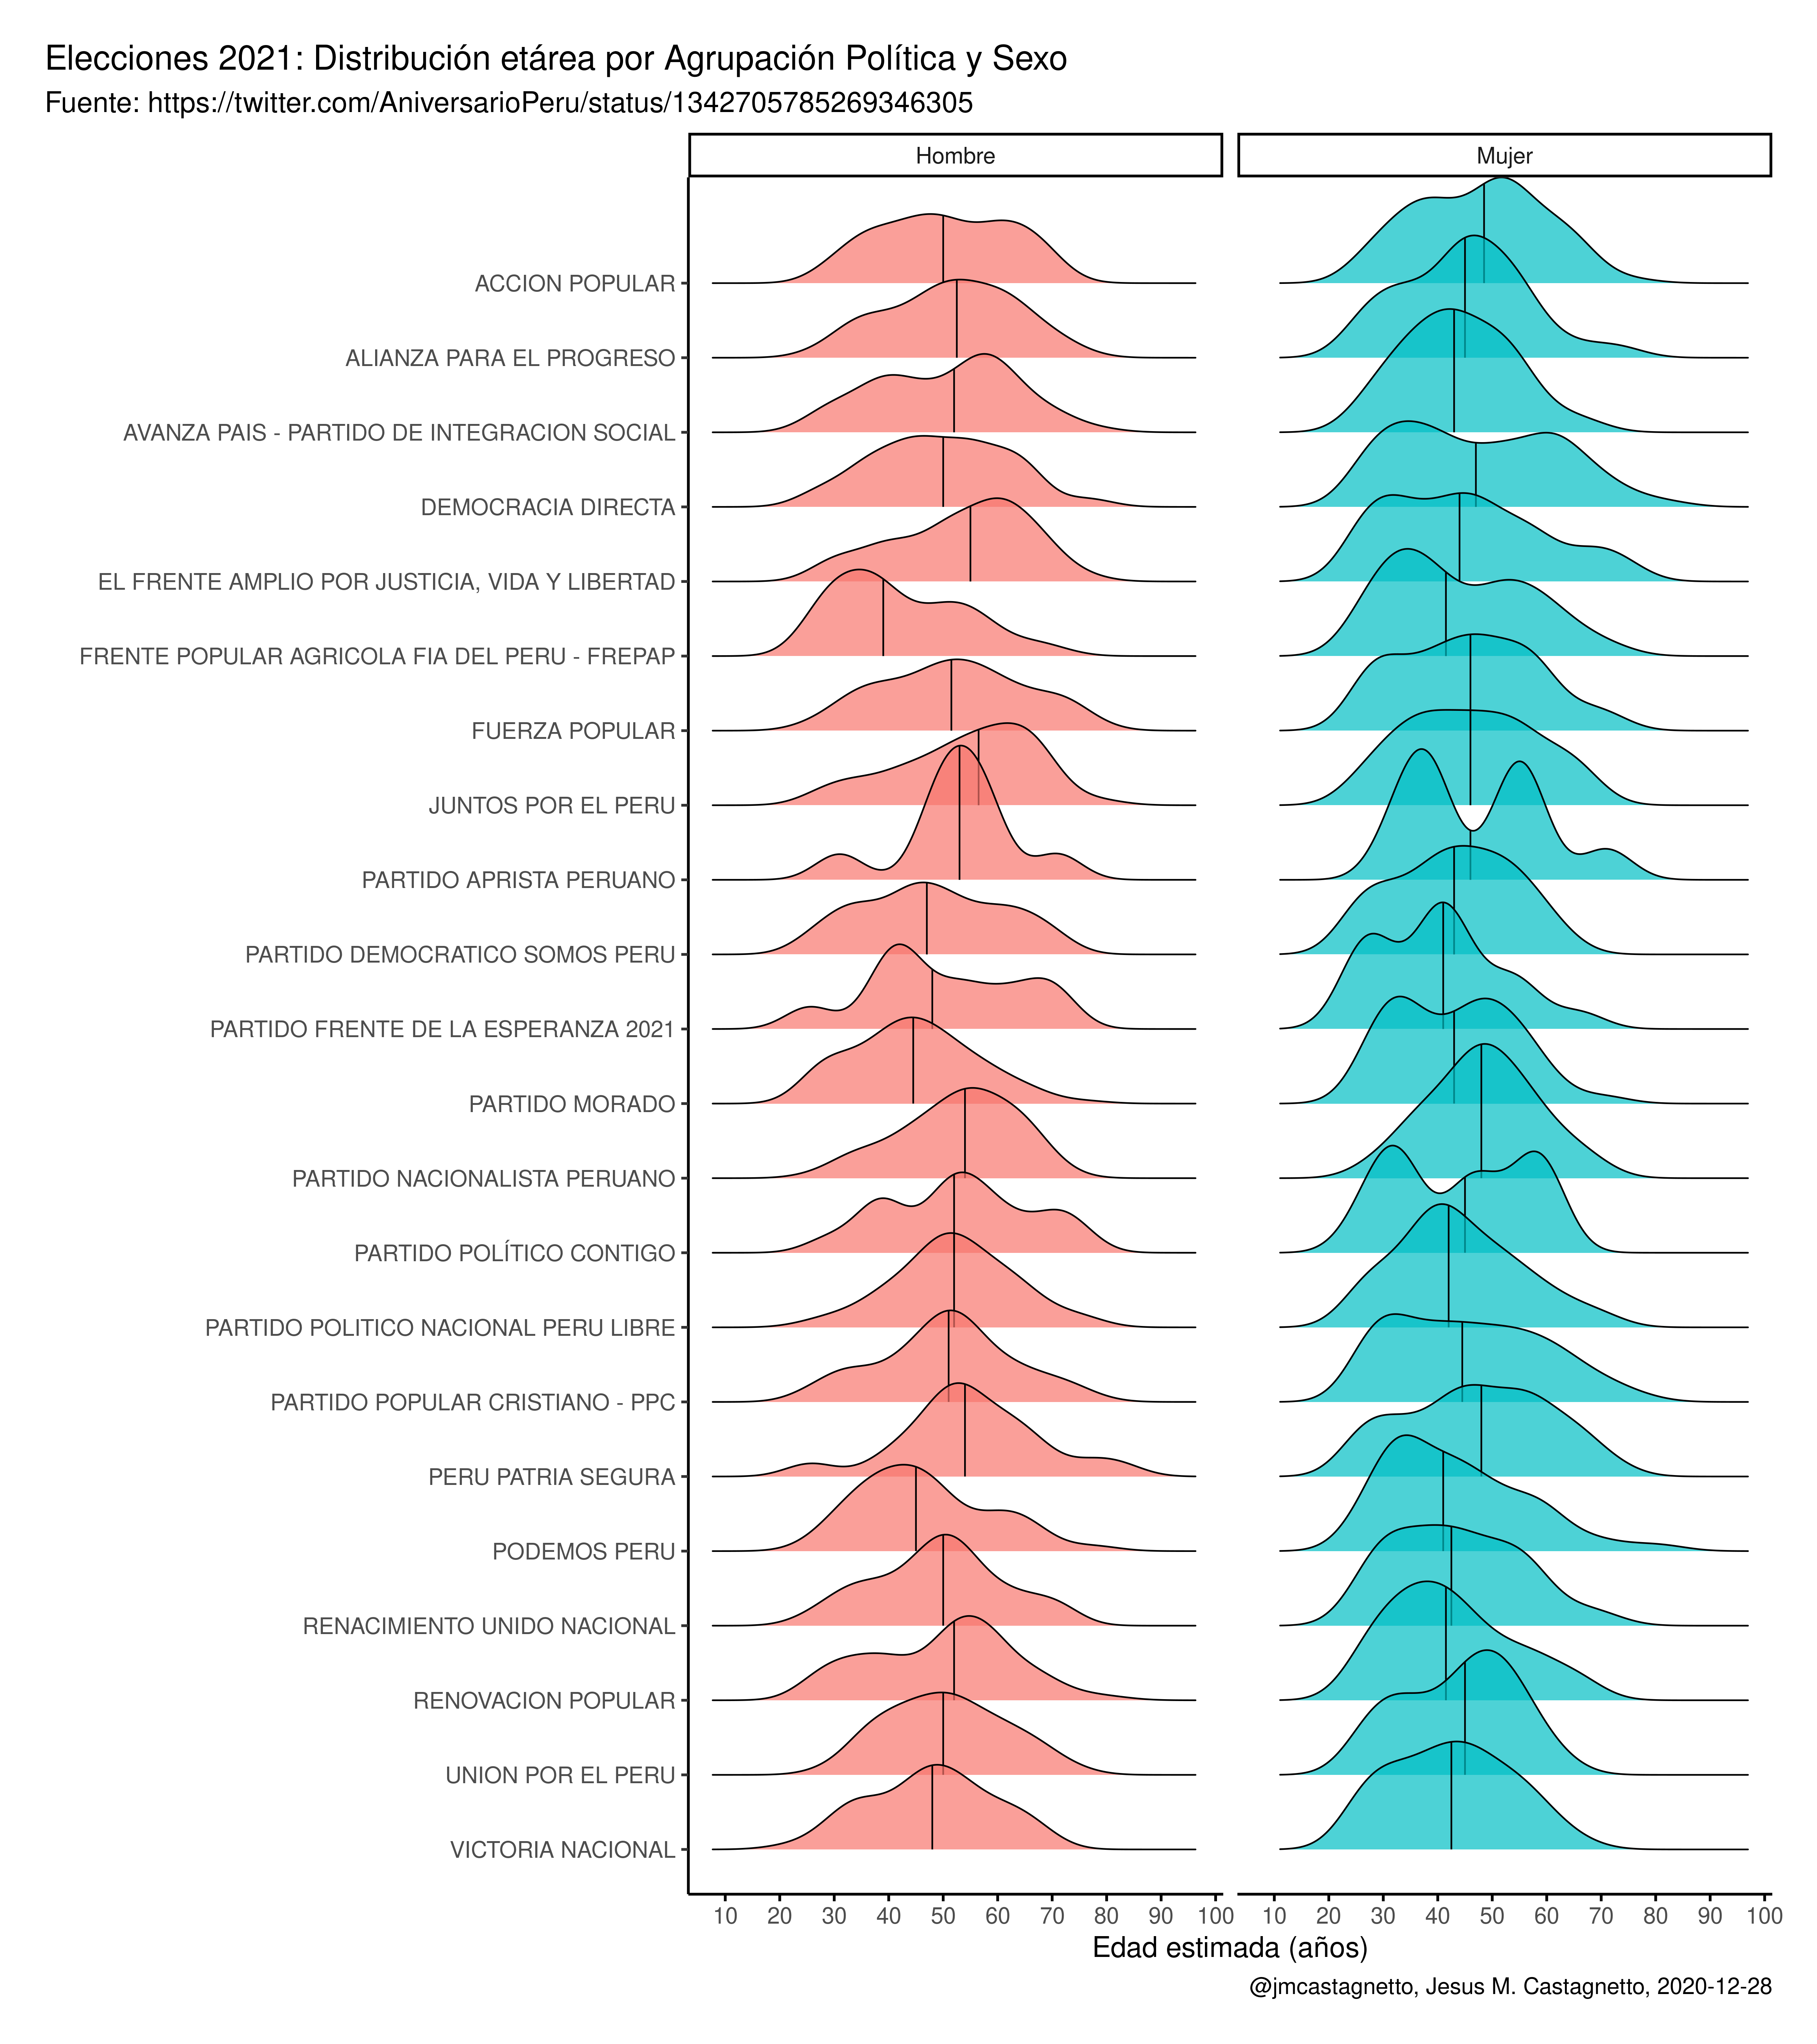 Elecciones 2021: Distribución etárea por Agrupación Política y Sexo
Fuente: https://twitter.com/AniversarioPeru/status/1342705785269346305
Hombre Mujer
ACCION POPULAR
ALIANZA PARA EL PROGRESO
AVANZA PAIS - PARTIDO DE INTEGRACION SOCIAL
DEMOCRACIA DIRECTA
EL FRENTE AMPLIO POR JUSTICIA, VIDA Y LIBERTAD
FRENTE POPULAR AGRICOLA FIA DEL PERU - FREPAP
FUERZA POPULAR
JUNTOS POR EL PERU
PARTIDO APRISTA PERUANO
PARTIDO DEMOCRATICO SOMOS PERU
PARTIDO FRENTE DE LA ESPERANZA 2021
PARTIDO MORADO
PARTIDO NACIONALISTA PERUANO
PARTIDO POLÍTICO CONTIGO
PARTIDO POLITICO NACIONAL PERU LIBRE
PARTIDO POPULAR CRISTIANO - PPC
PERU PATRIA SEGURA
PODEMOS PERU
RENACIMIENTO UNIDO NACIONAL
RENOVACION POPULAR
UNION POR EL PERU
VICTORIA NACIONAL
10 20 30 40 50 60 70 80 90 100 10 20 30 40 50 60 70 80 90 100
Edad estimada (años)
@jmcastagnetto, Jesus M. Castagnetto, 2020-12-28